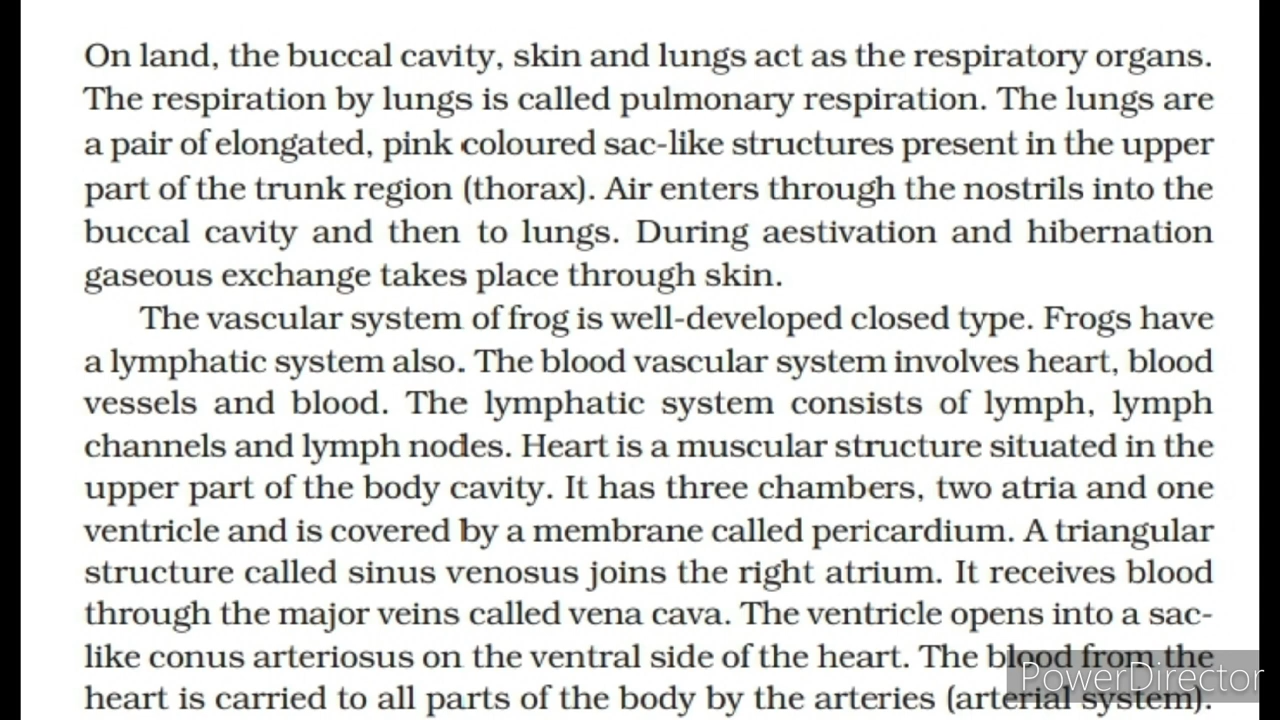 On land, the buccal cavity, skin and lungs act as the respiratory organs.
The respiration by lungs is called pulmonary respiration. The lungs are
a pair of elongated, pink coloured sac-like structures present in the upper
part of the trunk region (thorax). Air enters through the nostrils into the
buccal cavity and then to lungs. During aestivation and hibernation
gaseous exchange takes place through skin.
The vascular system of frog is well-developed closed type. Frogs have
a lymphatic system also. The blood vascular system involves heart, blood
vessels and blood. The lymphatic system consists of lymph, lymph
channels and lymph nodes. Heart is a muscular structure situated in the
upper part of the body cavity. It has three chambers, two atria and one
ventricle and is covered by a membrane called pericardium. A triangular
structure called sinus venosus joins the right atrium. It receives blood
through the major veins called vena cava. The ventricle opens into a sac-
like conus arteriosus on the ventral side of the heart. The blood from the
heart is carried to all parts of the body by the arteries (arterial system).
PowerDirector